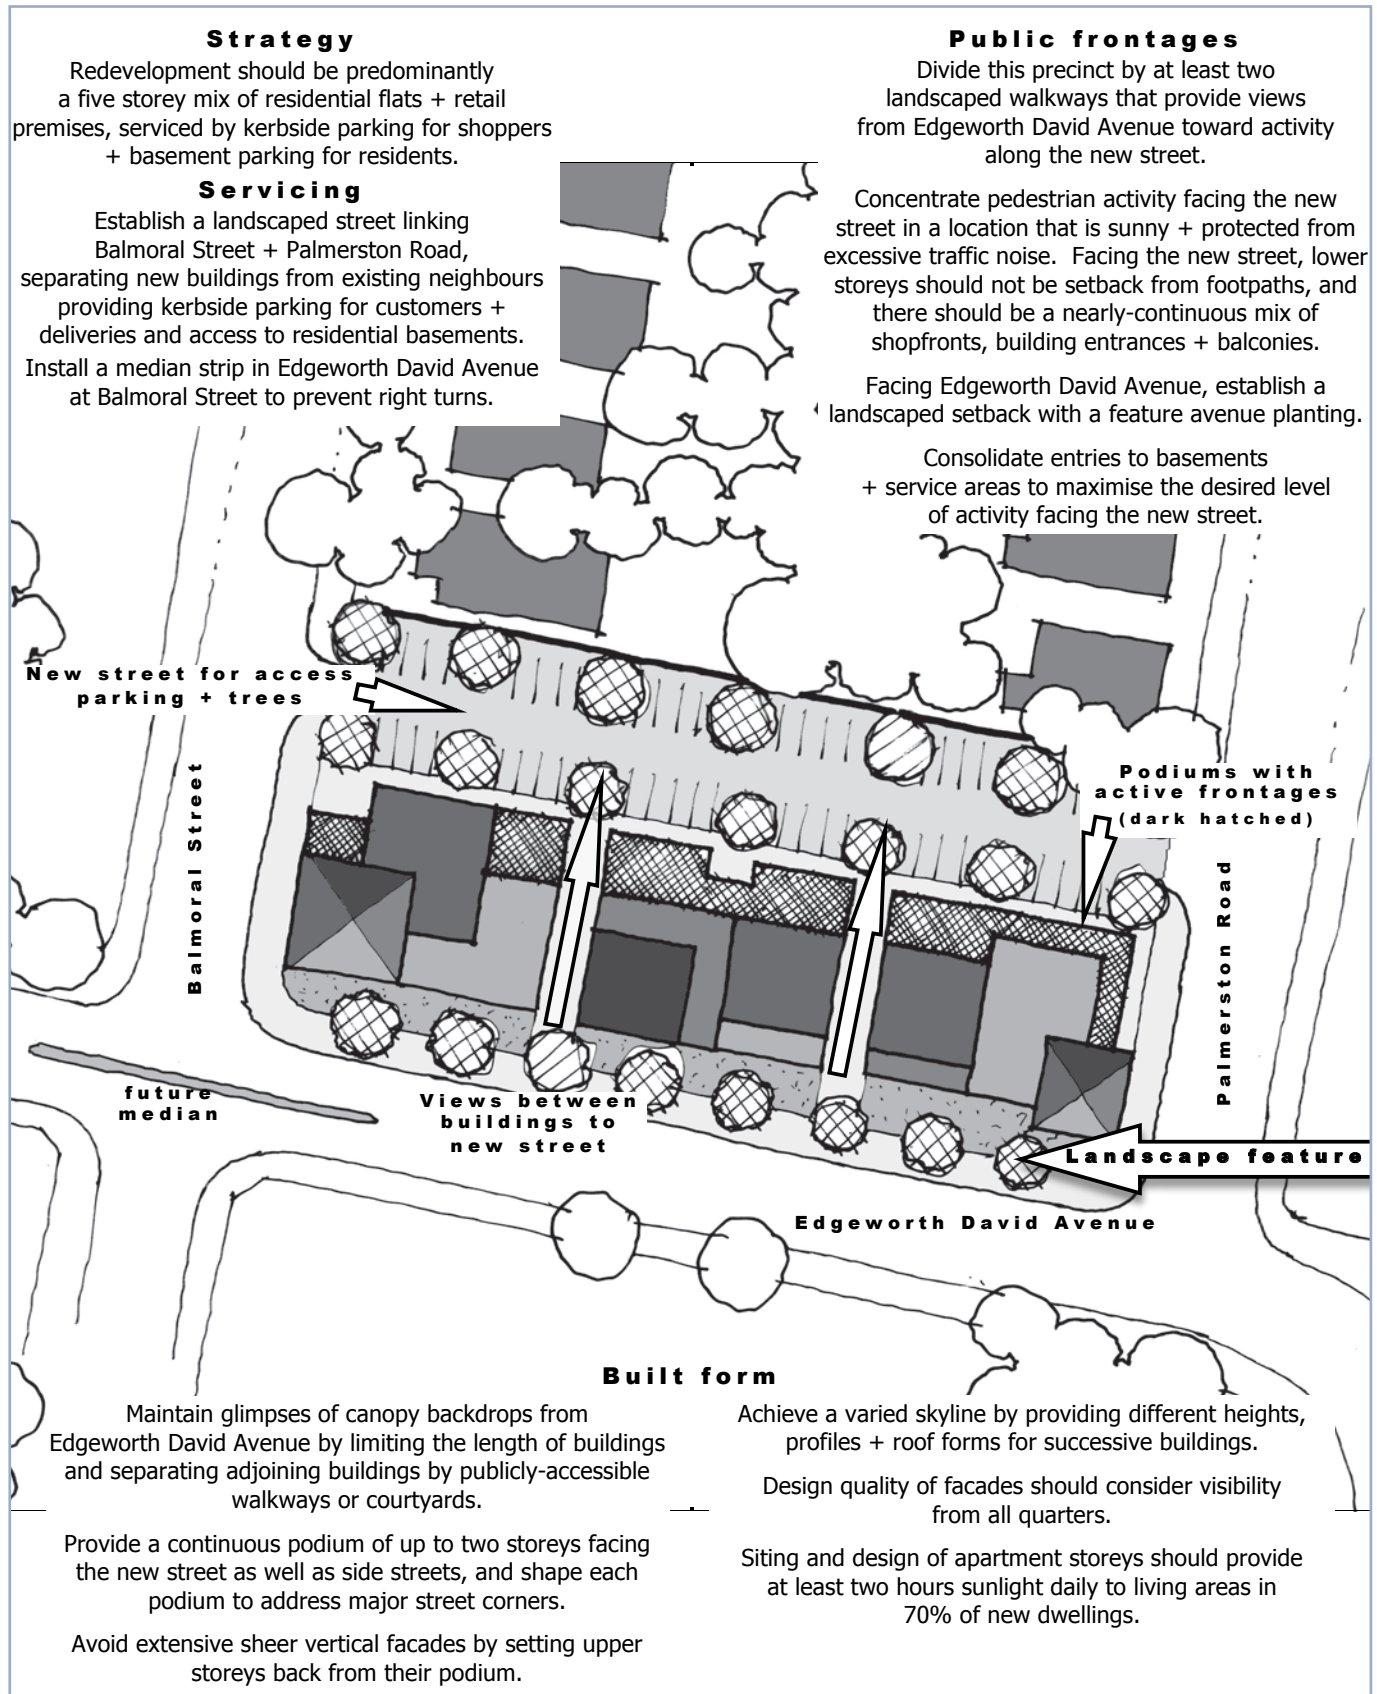 Strategy
Redevelopment should be predominantly
a five storey mix of residential flats + retail
premises, serviced by kerbside parking for shoppers
+ basement parking for residents.
Servicing
Establish a landscaped street linking
Balmoral Street + Palmerston Road,
separating new buildings from existing neighbours
providing kerbside parking for customers +
deliveries and access to residential basements.
Install a median strip in Edgeworth David Avenue
at Balmoral Street to prevent right turns.
Public frontages
Divide this precinct by at least two
landscaped walkways that provide views
from Edgeworth David Avenue toward activity
along the new street.
Concentrate pedestrian activity facing the new
street in a location that is sunny + protected from
excessive traffic noise.  Facing the new street, lower
storeys should not be setback from footpaths, and
there should be a nearly-continuous mix of
shopfronts, building entrances + balconies.
Facing Edgeworth David Avenue, establish a
landscaped setback with a feature avenue planting.
Consolidate entries to basements
+ service areas to maximise the desired level
of activity facing the new street.
New street for access
parking + trees
Podiums with
active frontages
(dark hatched)
Balmoral Street
Palmerston Road
future
median
Views between
buildings to
new street
Landscape feature
Edgeworth David Avenue
Built form
Maintain glimpses of canopy backdrops from
Edgeworth David Avenue by limiting the length of buildings
and separating adjoining buildings by publicly-accessible
walkways or courtyards.
Provide a continuous podium of up to two storeys facing
the new street as well as side streets, and shape each
podium to address major street corners.
Avoid extensive sheer vertical facades by setting upper
storeys back from their podium.
Achieve a varied skyline by providing different heights,
profiles + roof forms for successive buildings.
Design quality of facades should consider visibility
from all quarters.
Siting and design of apartment storeys should provide
at least two hours sunlight daily to living areas in
70% of new dwellings.